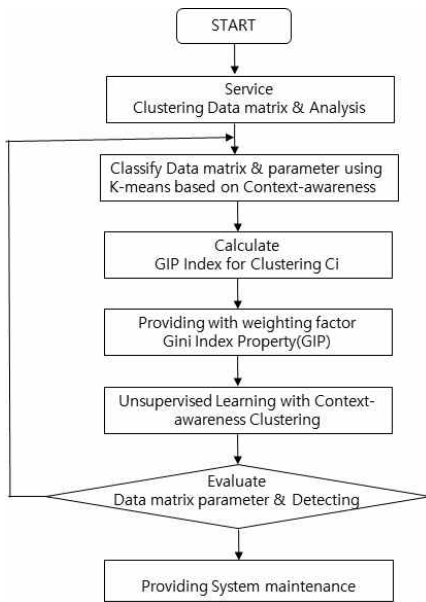 START
Service
Clustering Data matrix & Analysis
Classify Data matrix & parameter using
K-means based on Context-awareness
Calculate
GIP Index for Clustering Ci
Providing with weighting factor
Gini Index Property(GIP)
Unsupervised Learning with Context-
awareness Clustering
Evaluate
Data matrix parameter & Detecting
Providing System maintenance